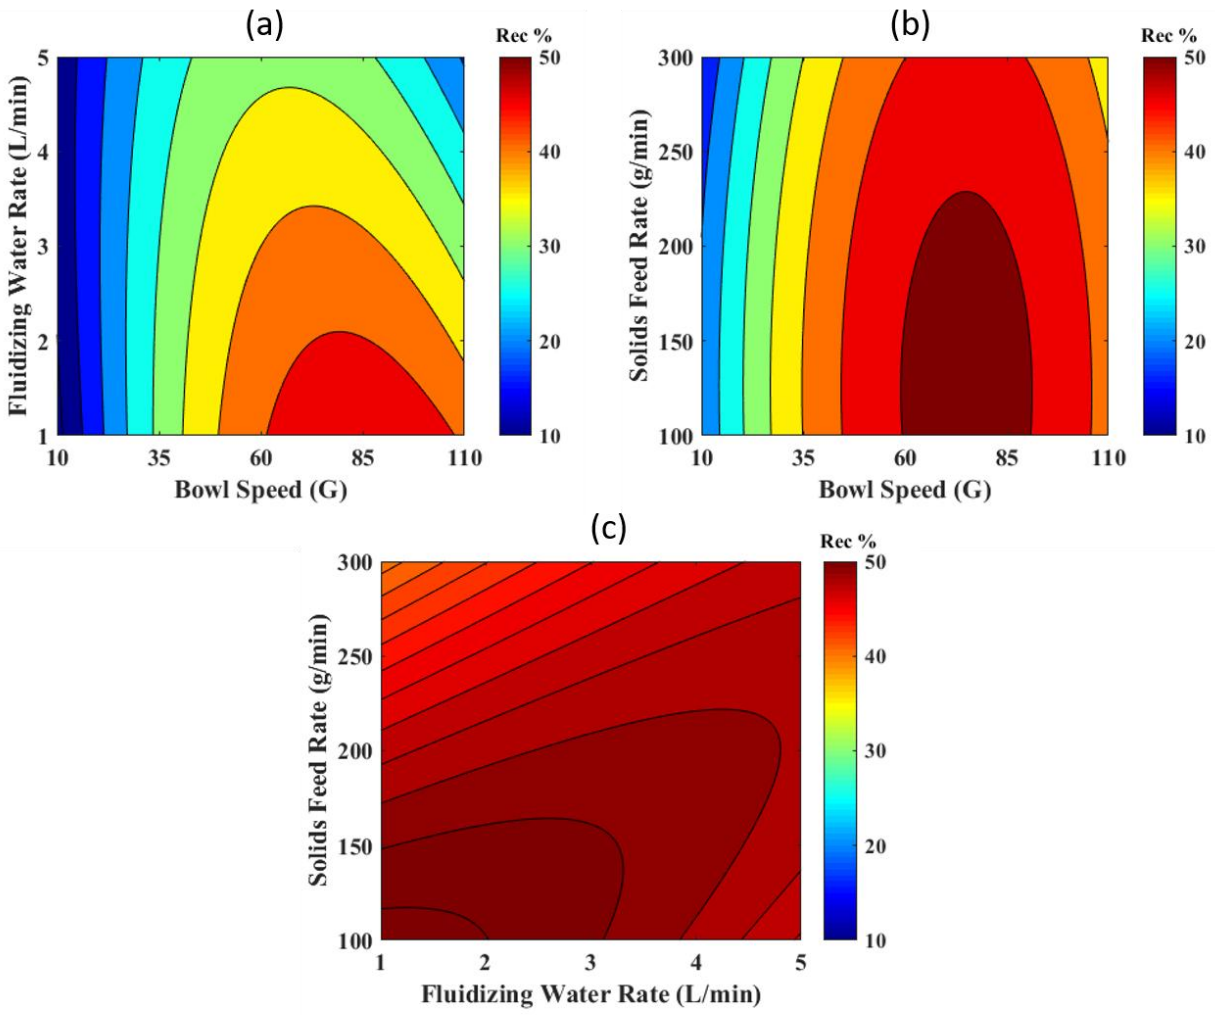 (a)
Rec %
Fluidizing Water Rate (L/min)
5
4
3
2
1
10 35 60 85 110
Bowl Speed (G)
50
40
30
20
10
(b)
Rec %
Solids Feed Rate (g/min)
300
250
200
150
100
10 35 60 85 110
Bowl Speed (G)
50
40
30
20
10
(c)
Rec %
Solids Feed Rate (g/min)
300
250
200
150
100
1 2 3 4 5
Fluidizing Water Rate (L/min)
50
40
30
20
10